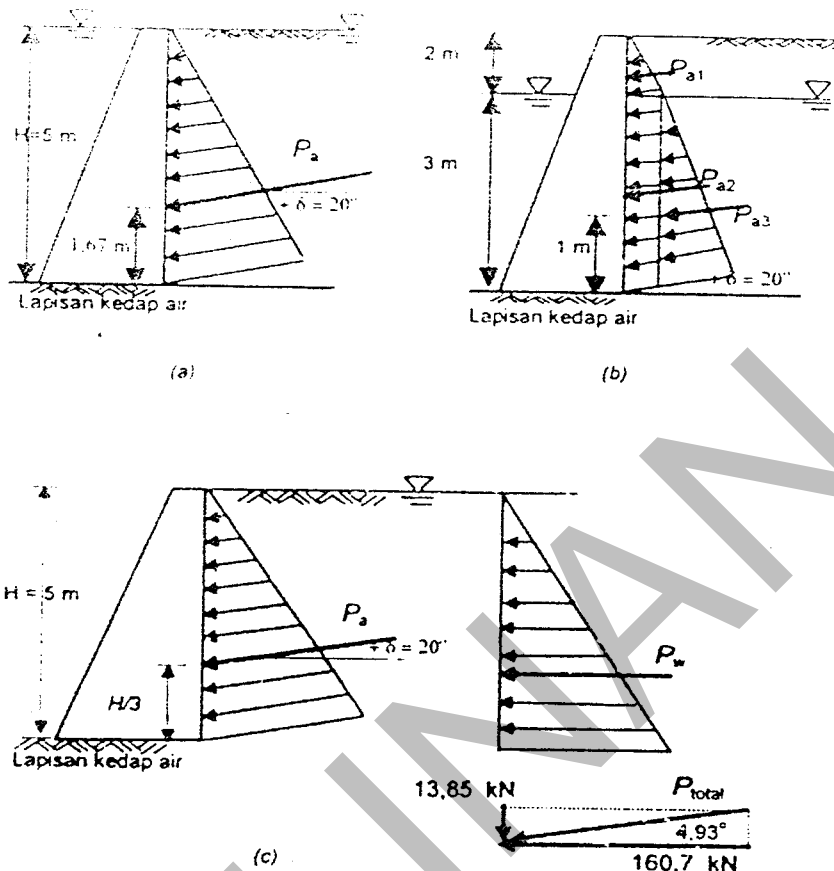 H=5 m
P_a
+ δ = 20°
1,67 m
Lapisan kedap air
(a)
2 m
3 m
P_a1
P_a2
P_a3
1 m
+ δ = 20°
Lapisan kedap air
(b)
H = 5 m
P_a
+ δ = 20°
H/3
Lapisan kedap air
P_w
13,85 kN
P_total
4,93°
160,7 kN
(c)